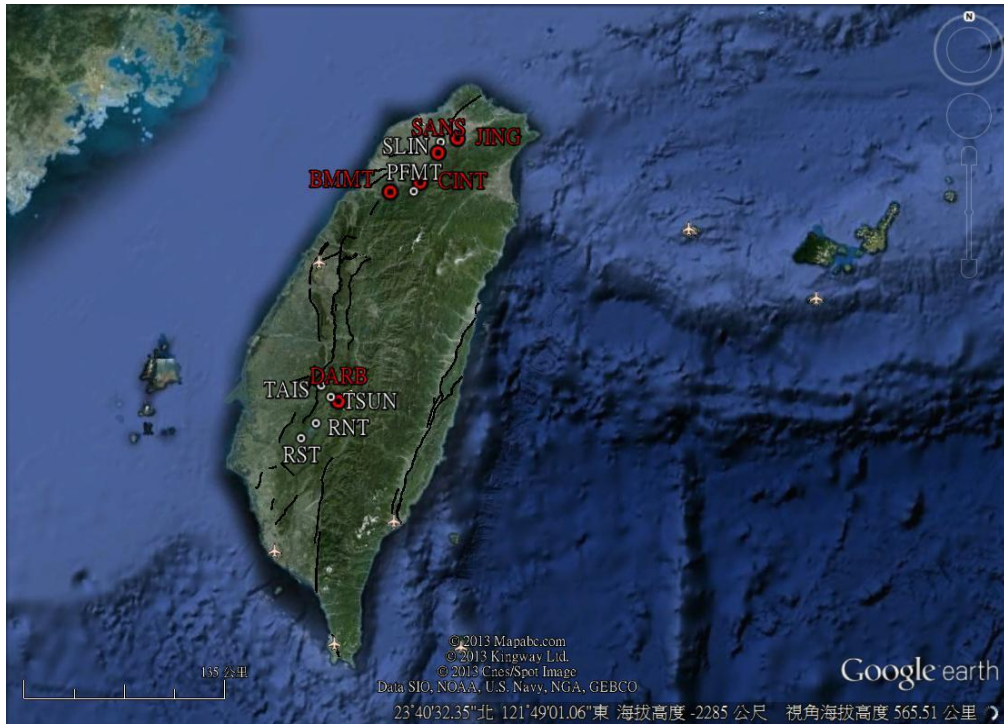 N
SANS
JING
SLIN
PFMT
BMMT
CINT
DARB
TAIS
TSUN
RNT
RST
135 公里
© 2013 Mapabc.com
© 2013 Kingway Ltd.
© 2013 Cnes/Spot Image
Data SIO, NOAA, U.S. Navy, NGA, GEBCO
Google earth
23°40'32.35"北 121°49'01.06"東 海拔高度 -2285 公尺 視角海拔高度 565.51 公里